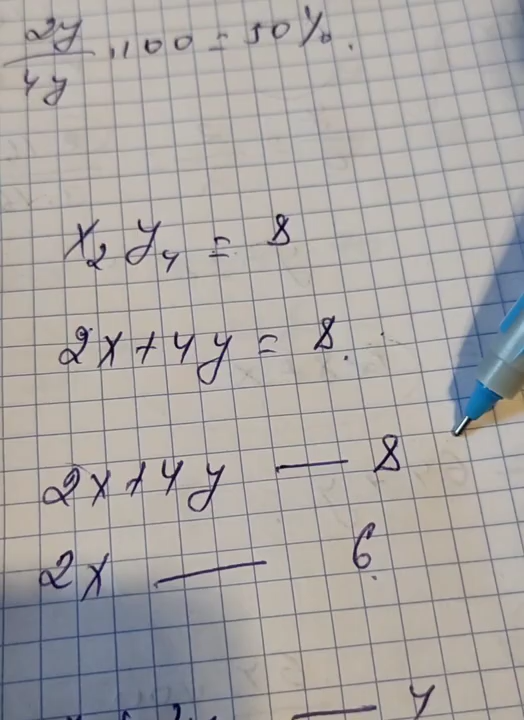 2y/4y · 100 = 50%.
x₂ y₄ = 8
2x + 4y = 8.
2x + 4y — 8
2x — 6